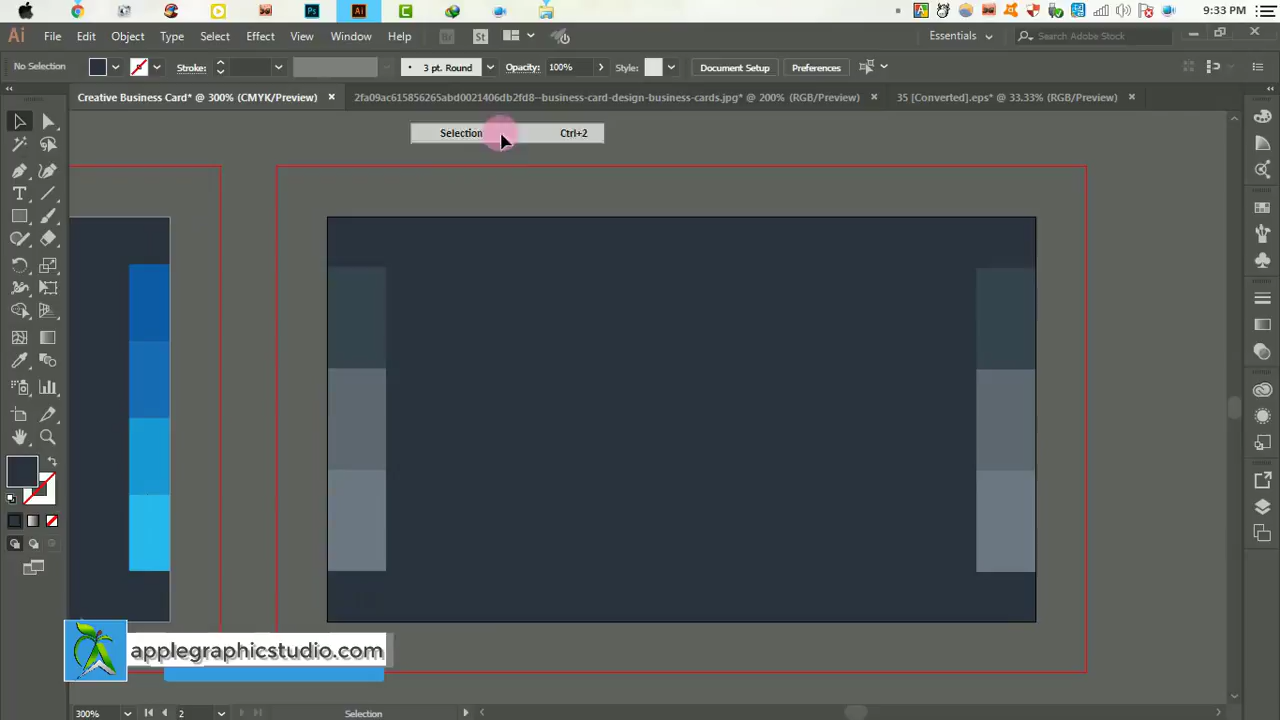 9:33 PM
Ai File Edit Object Type Select Effect View Window Help Br St Essentials Search Adobe Stock
No Selection Stroke: 3 pt. Round Opacity: 100% Style: Document Setup Preferences
Creative Business Card* @ 300% (CMYK/Preview) × 2fa09ac615856265abd0021406db2fd8--business-card-design-business-cards.jpg* @ 200% (RGB/Preview) × 35 [Converted].eps* @ 33.33% (RGB/Preview) ×
Selection Ctrl+2
applegraphicstudio.com
300% 2 Selection